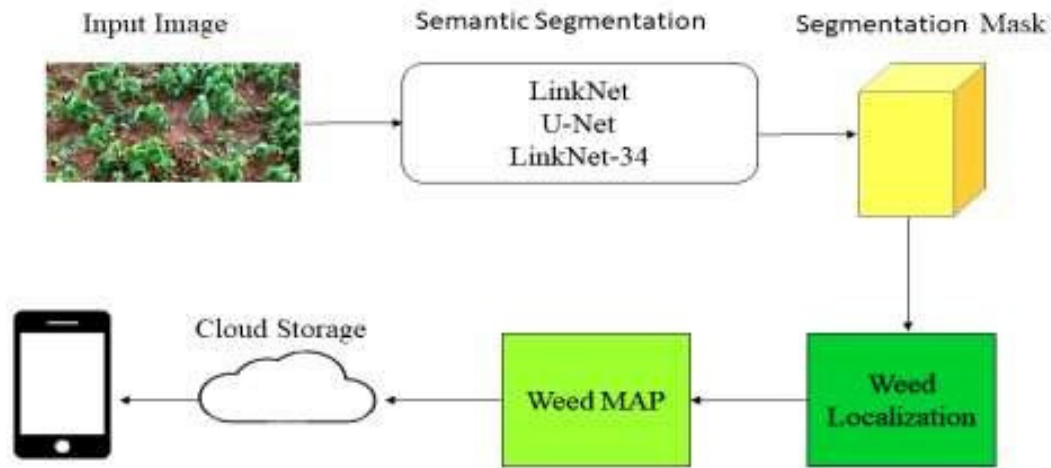 Input Image
Semantic Segmentation
Segmentation Mask
LinkNet
U-Net
LinkNet-34
Cloud Storage
Weed MAP
Weed
Localization